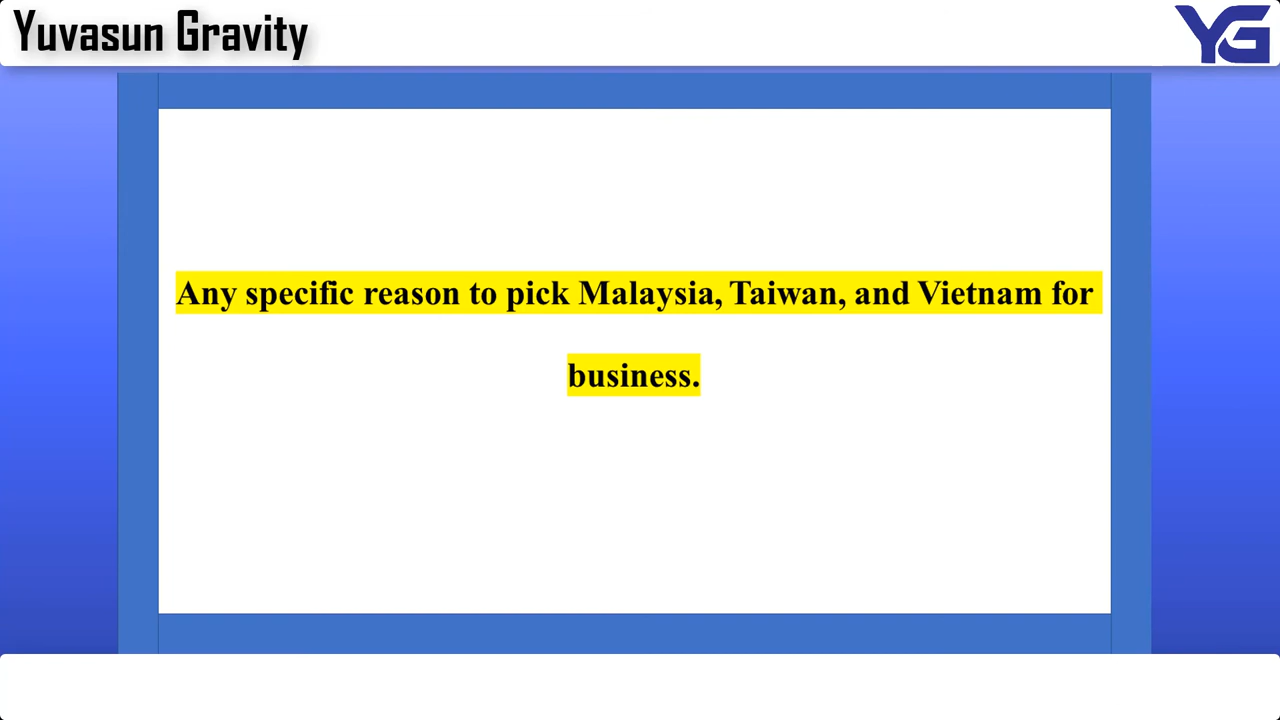 Yuvasun Gravity
YG
Any specific reason to pick Malaysia, Taiwan, and Vietnam for
business.